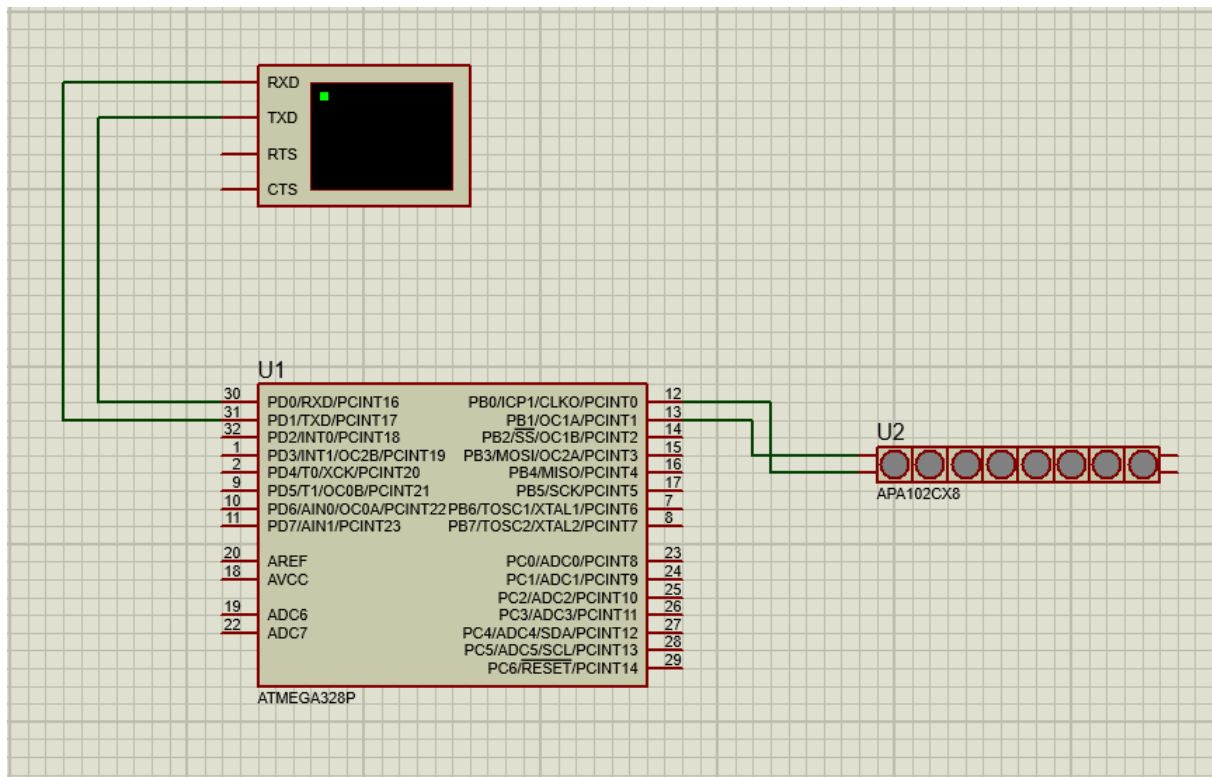 RXD
TXD
RTS
CTS
U1
30 PD0/RXD/PCINT16 PB0/ICP1/CLKO/PCINT0 12
31 PD1/TXD/PCINT17 PB1/OC1A/PCINT1 13
32 PD2/INT0/PCINT18 PB2/SS/OC1B/PCINT2 14
1 PD3/INT1/OC2B/PCINT19 PB3/MOSI/OC2A/PCINT3 15
2 PD4/T0/XCK/PCINT20 PB4/MISO/PCINT4 16
9 PD5/T1/OC0B/PCINT21 PB5/SCK/PCINT5 17
10 PD6/AIN0/OC0A/PCINT22 PB6/TOSC1/XTAL1/PCINT6 7
11 PD7/AIN1/PCINT23 PB7/TOSC2/XTAL2/PCINT7 8
20 AREF PC0/ADC0/PCINT8 23
18 AVCC PC1/ADC1/PCINT9 24
PC2/ADC2/PCINT10 25
19 ADC6 PC3/ADC3/PCINT11 26
22 ADC7 PC4/ADC4/SDA/PCINT12 27
PC5/ADC5/SCL/PCINT13 28
PC6/RESET/PCINT14 29
ATMEGA328P
U2
APA102CX8